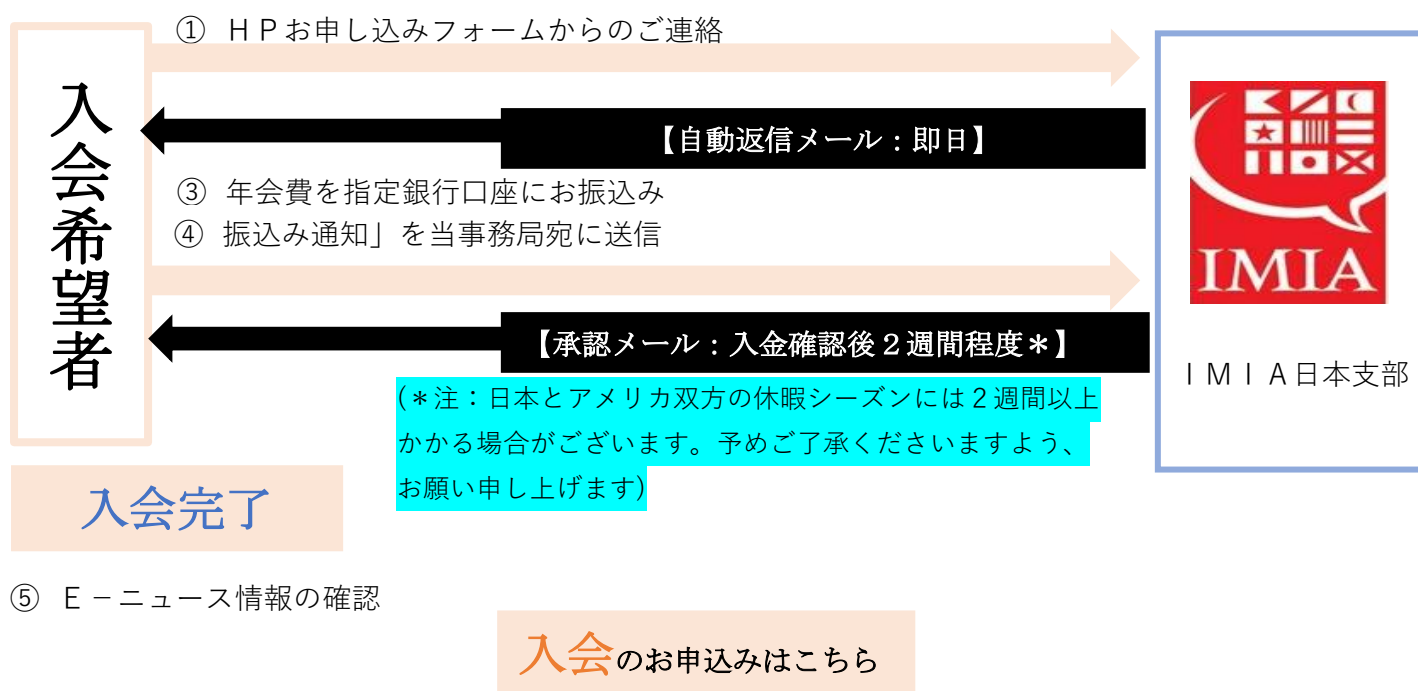 ① ＨＰお申し込みフォームからのご連絡
入会希望者
【自動返信メール：即日】
③ 年会費を指定銀行口座にお振込み
④ 振込み通知」を当事務局宛に送信
IMIA
【承認メール：入金確認後２週間程度＊】
ＩＭＩＡ日本支部
(＊注：日本とアメリカ双方の休暇シーズンには２週間以上
かかる場合がございます。予めご了承くださいますよう、
お願い申し上げます)
入会完了
⑤ Ｅ－ニュース情報の確認
入会のお申込みはこちら